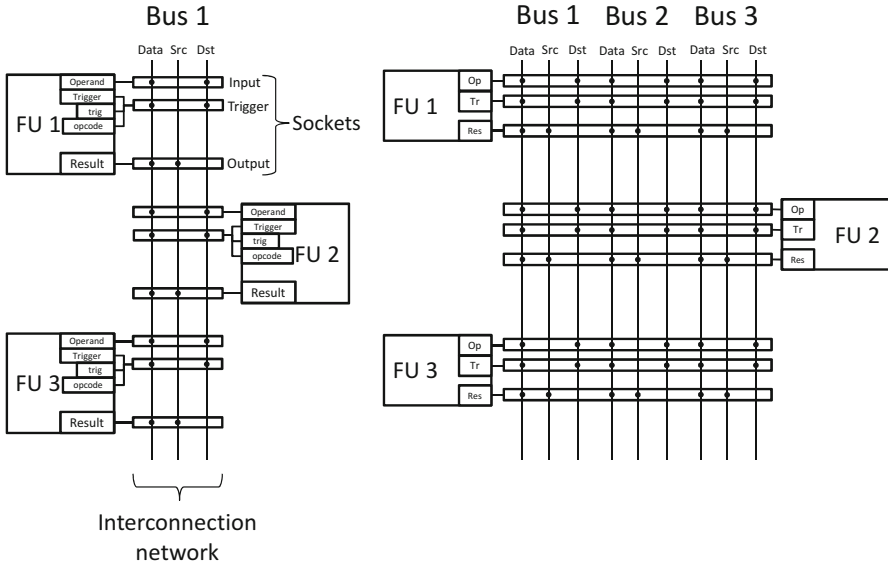 Bus 1
Data Src Dst
Operand
Trigger
trig
opcode
FU 1
Result
Input
Trigger
Output
Sockets
Operand
Trigger
trig
opcode
FU 2
Result
Operand
Trigger
trig
opcode
FU 3
Result
Interconnection
network
Bus 1 Bus 2 Bus 3
Data Src Dst Data Src Dst Data Src Dst
FU 1
Op
Tr
Res
Op
Tr
Res
FU 2
FU 3
Op
Tr
Res